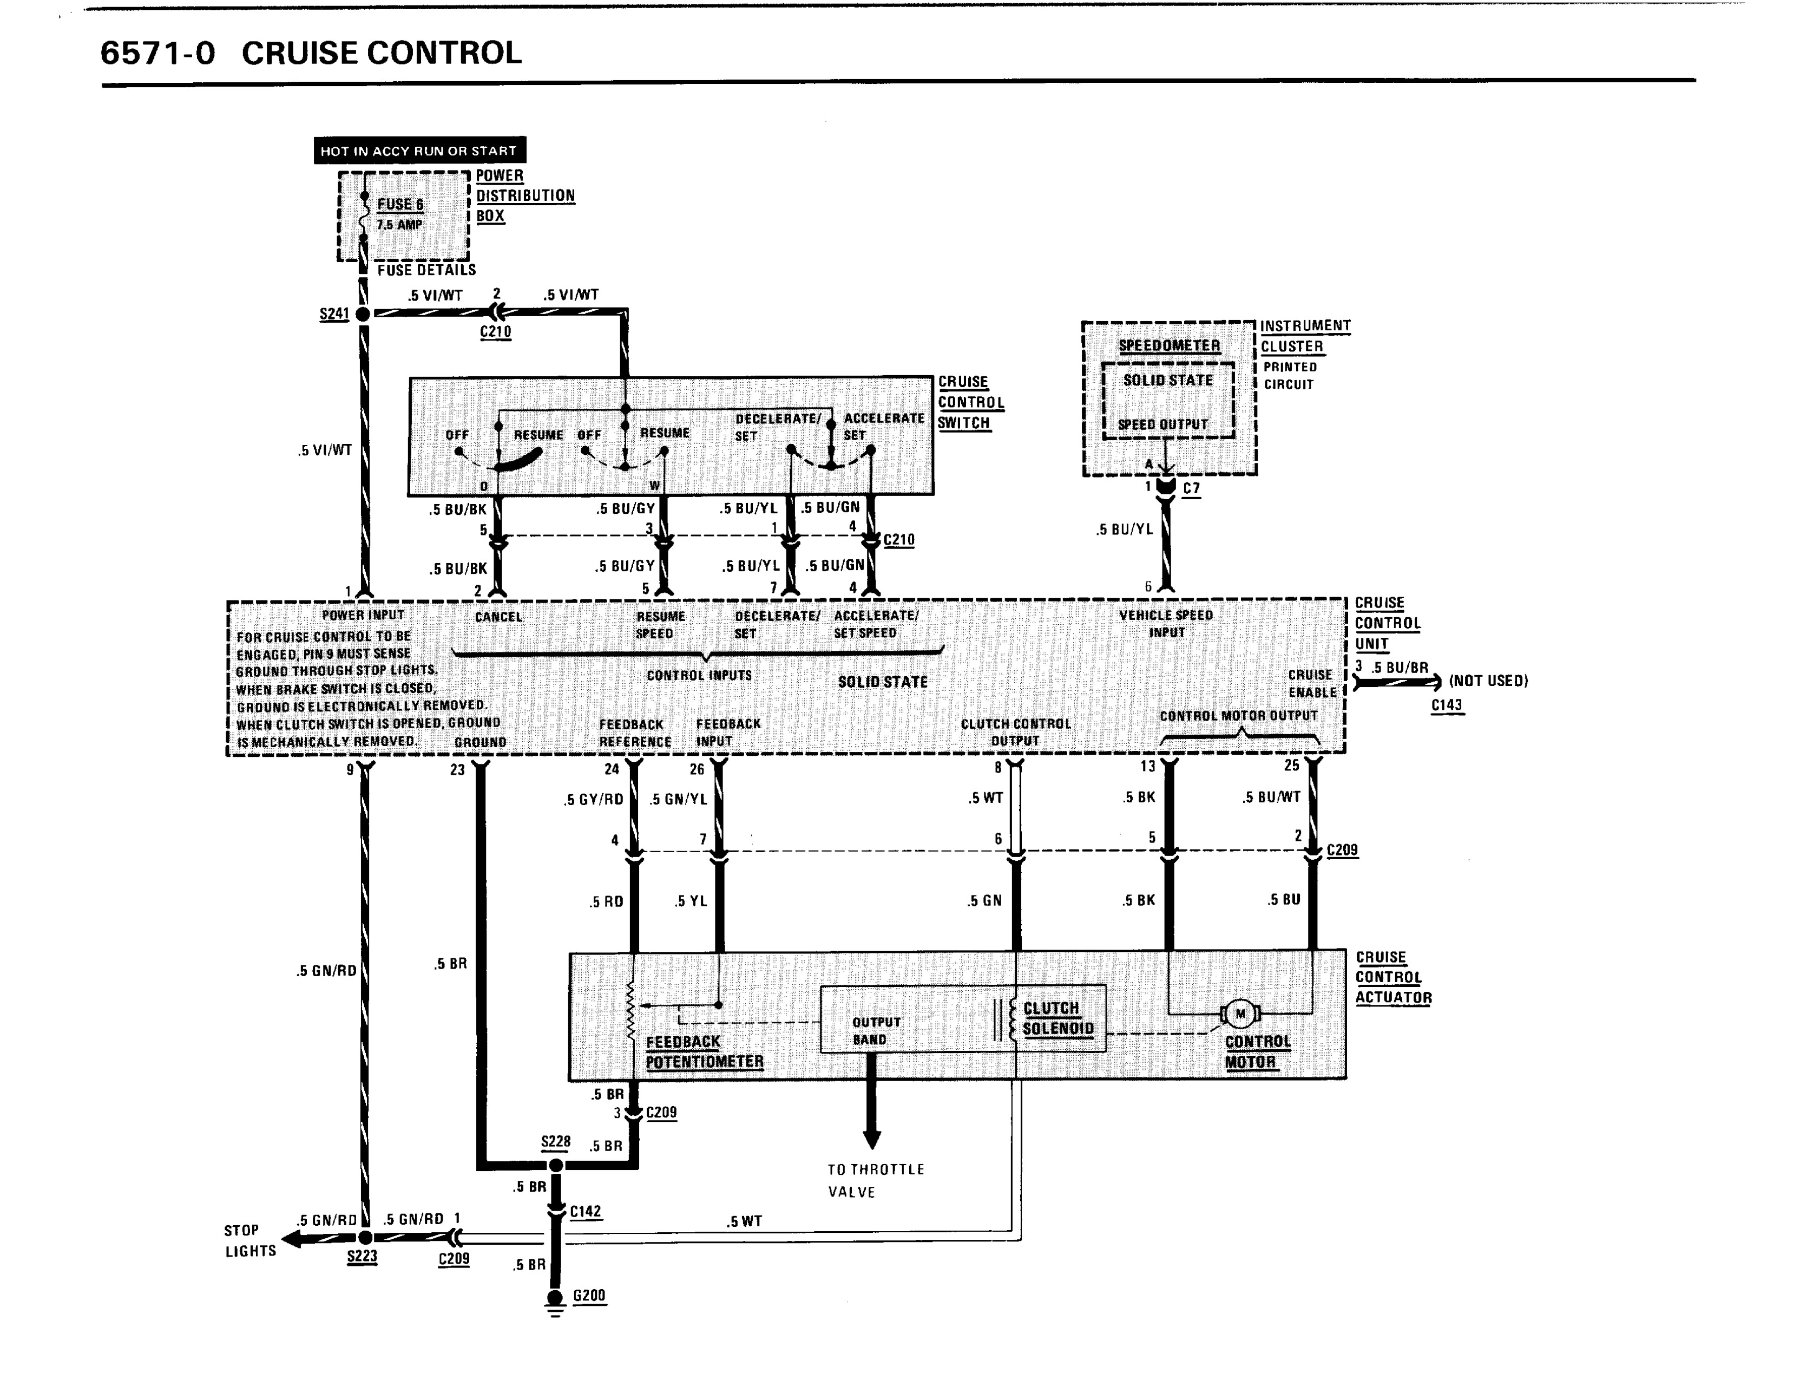 6571-0 CRUISE CONTROL
HOT IN ACCY RUN OR START
POWER
DISTRIBUTION
BOX
FUSE 6
7.5 AMP
FUSE DETAILS
.5 VI/WT
2
.5 VI/WT
S241
C210
.5 VI/WT
CRUISE
CONTROL
SWITCH
OFF
RESUME
OFF
RESUME
DECELERATE/
SET
ACCELERATE
SET
O
W
INSTRUMENT
CLUSTER
PRINTED
CIRCUIT
SPEEDOMETER
SOLID STATE
SPEED OUTPUT
A
1
C7
.5 BU/YL
6
.5 BU/BK
.5 BU/GY
.5 BU/YL
.5 BU/GN
5
3
1
4
C210
.5 BU/BK
.5 BU/GY
.5 BU/YL
.5 BU/GN
1
2
5
7
4
POWER INPUT
CANCEL
RESUME
SPEED
DECELERATE/
SET
ACCELERATE/
SET SPEED
VEHICLE SPEED
INPUT
CRUISE
CONTROL
UNIT
FOR CRUISE CONTROL TO BE
ENGAGED, PIN 9 MUST SENSE
GROUND THROUGH STOP LIGHTS.
WHEN BRAKE SWITCH IS CLOSED,
GROUND IS ELECTRONICALLY REMOVED.
WHEN CLUTCH SWITCH IS OPENED, GROUND
IS MECHANICALLY REMOVED.
CONTROL INPUTS
SOLID STATE
CRUISE
ENABLE
3 .5 BU/BR
(NOT USED)
C143
GROUND
FEEDBACK
REFERENCE
FEEDBACK
INPUT
CLUTCH CONTROL
OUTPUT
CONTROL MOTOR OUTPUT
9
23
24
26
8
13
25
.5 GY/RD
.5 GN/YL
.5 WT
.5 BK
.5 BU/WT
4
7
6
5
2
C209
.5 RD
.5 YL
.5 GN
.5 BK
.5 BU
.5 GN/RD
.5 BR
CRUISE
CONTROL
ACTUATOR
OUTPUT
BAND
CLUTCH
SOLENOID
M
CONTROL
MOTOR
FEEDBACK
POTENTIOMETER
.5 BR
3
C209
S228
.5 BR
TO THROTTLE
VALVE
.5 BR
C142
STOP
LIGHTS
.5 GN/RD
.5 GN/RD
1
.5 WT
S223
C209
.5 BR
G200